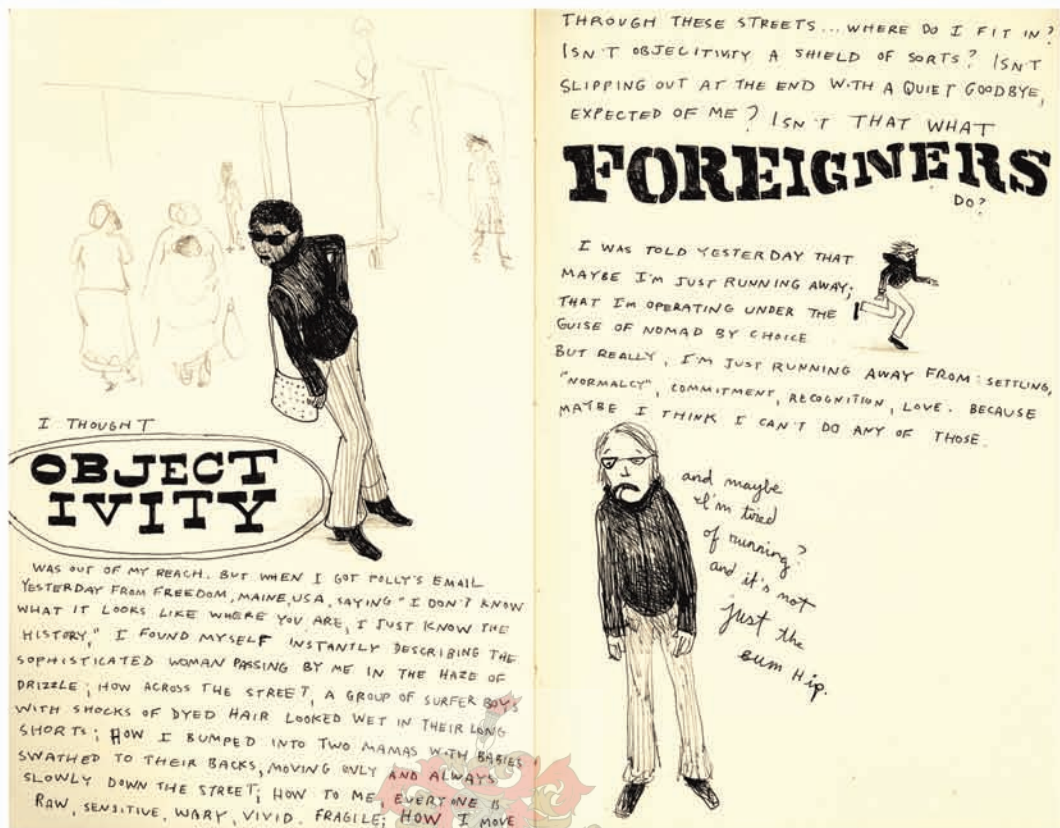 I THOUGHT
OBJECT
IVITY
WAS OUT OF MY REACH. BUT WHEN I GOT POLLY'S EMAIL
YESTERDAY FROM FREEDOM, MAINE, USA, SAYING "I DON'T KNOW
WHAT IT LOOKS LIKE WHERE YOU ARE, I JUST KNOW THE
HISTORY," I FOUND MYSELF INSTANTLY DESCRIBING THE
SOPHISTICATED WOMAN PASSING BY ME IN THE HAZE OF
DRIZZLE; HOW ACROSS THE STREET, A GROUP OF SURFER BOYS
WITH SHOCKS OF DYED HAIR LOOKED WET IN THEIR LONG
SHORTS; HOW I BUMPED INTO TWO MAMAS WITH BABIES
SWATHED TO THEIR BACKS, MOVING ONLY AND ALWAYS
SLOWLY DOWN THE STREET; HOW TO ME, EVERYONE IS
RAW, SENSITIVE, WARY, VIVID. FRAGILE; HOW I MOVE
THROUGH THESE STREETS... WHERE DO I FIT IN?
ISN'T OBJECITIVITY A SHIELD OF SORTS? ISN'T
SLIPPING OUT AT THE END WITH A QUIET GOODBYE,
EXPECTED OF ME? ISN'T THAT WHAT
FOREIGNERS
DO?
I WAS TOLD YESTERDAY THAT
MAYBE I'M JUST RUNNING AWAY;
THAT I'M OPERATING UNDER THE
GUISE OF NOMAD BY CHOICE
BUT REALLY, I'M JUST RUNNING AWAY FROM: SETTLING,
"NORMALCY", COMMITMENT, RECOGNITION, LOVE. BECAUSE
MAYBE I THINK I CAN'T DO ANY OF THOSE.
and maybe
I'm tired
of running?
and it's not
just the
bum hip.